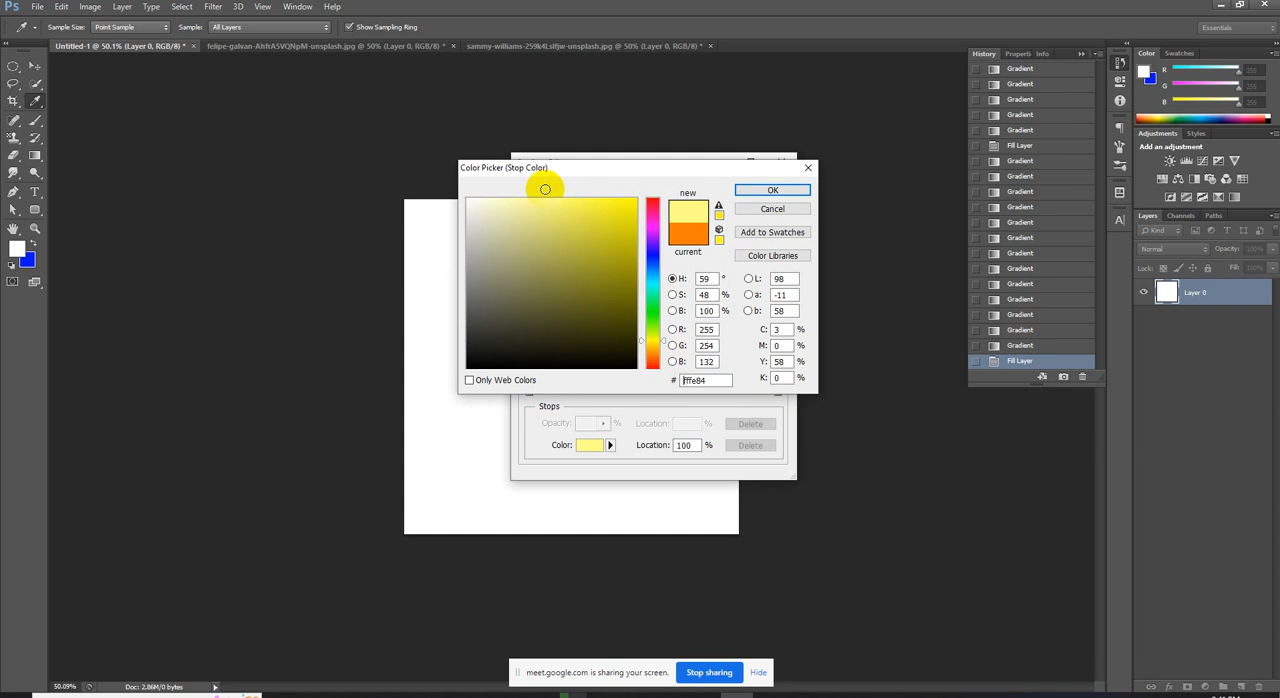 Ps File Edit Image Layer Type Select Filter 3D View Window Help
Sample Size: Point Sample Sample: All Layers Show Sampling Ring Essentials
Untitled-1 @ 50.1% (Layer 0, RGB/8) * × felipe-galvan-AhfrA5VQNpM-unsplash.jpg @ 50% (Layer 0, RGB/8) * × sammy-williams- @ 50% (Layer 0, RGB/8) * ×
History Properti Info
Gradient
Gradient
Gradient
Gradient
Gradient
Fill Layer
Gradient
Gradient
Gradient
Gradient
Gradient
Gradient
Gradient
Gradient
Gradient
Gradient
Gradient
Gradient
Gradient
Fill Layer
Color Swatches
R 255
G 255
B 255
Adjustments Styles
Add an adjustment
Layers Channels Paths
Kind
Normal Opacity: 100%
Lock: Fill: 100%
Layer 0
Color Picker (Stop Color)
new
current
OK
Cancel
Add to Swatches
Color Libraries
H: 59 ° L: 98
S: 48 % a: -11
B: 100 % b: 58
R: 255 C: 3 %
G: 254 M: 0 %
B: 132 Y: 58 %
# fffe84 K: 0 %
Only Web Colors
Stops
Opacity: % Location: % Delete
Color: Location: 100 % Delete
meet.google.com is sharing your screen. Stop sharing Hide
50.09% Doc: 2.86M/0 bytes